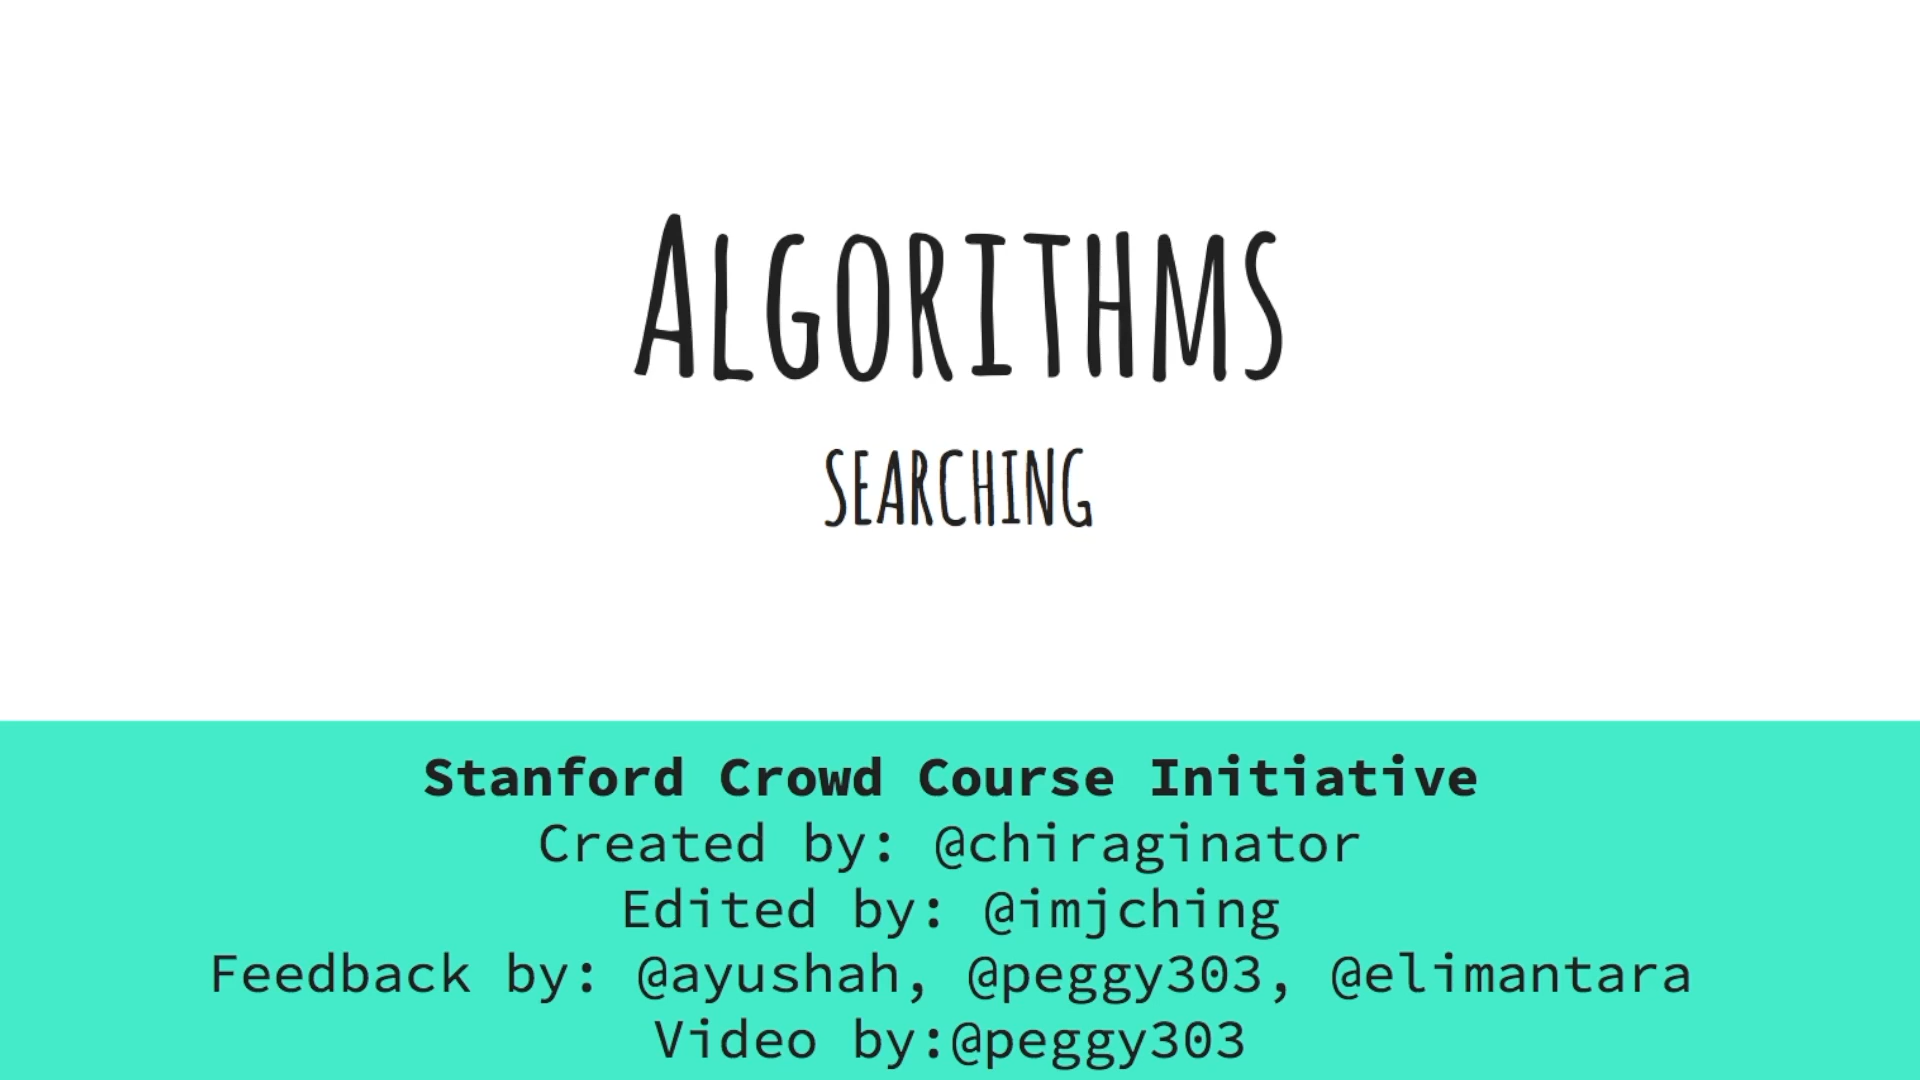 ALGORITHMS
SEARCHING
Stanford Crowd Course Initiative
Created by: @chiraginator
Edited by: @imjching
Feedback by: @ayushah, @peggy303, @elimantara
Video by:@peggy303